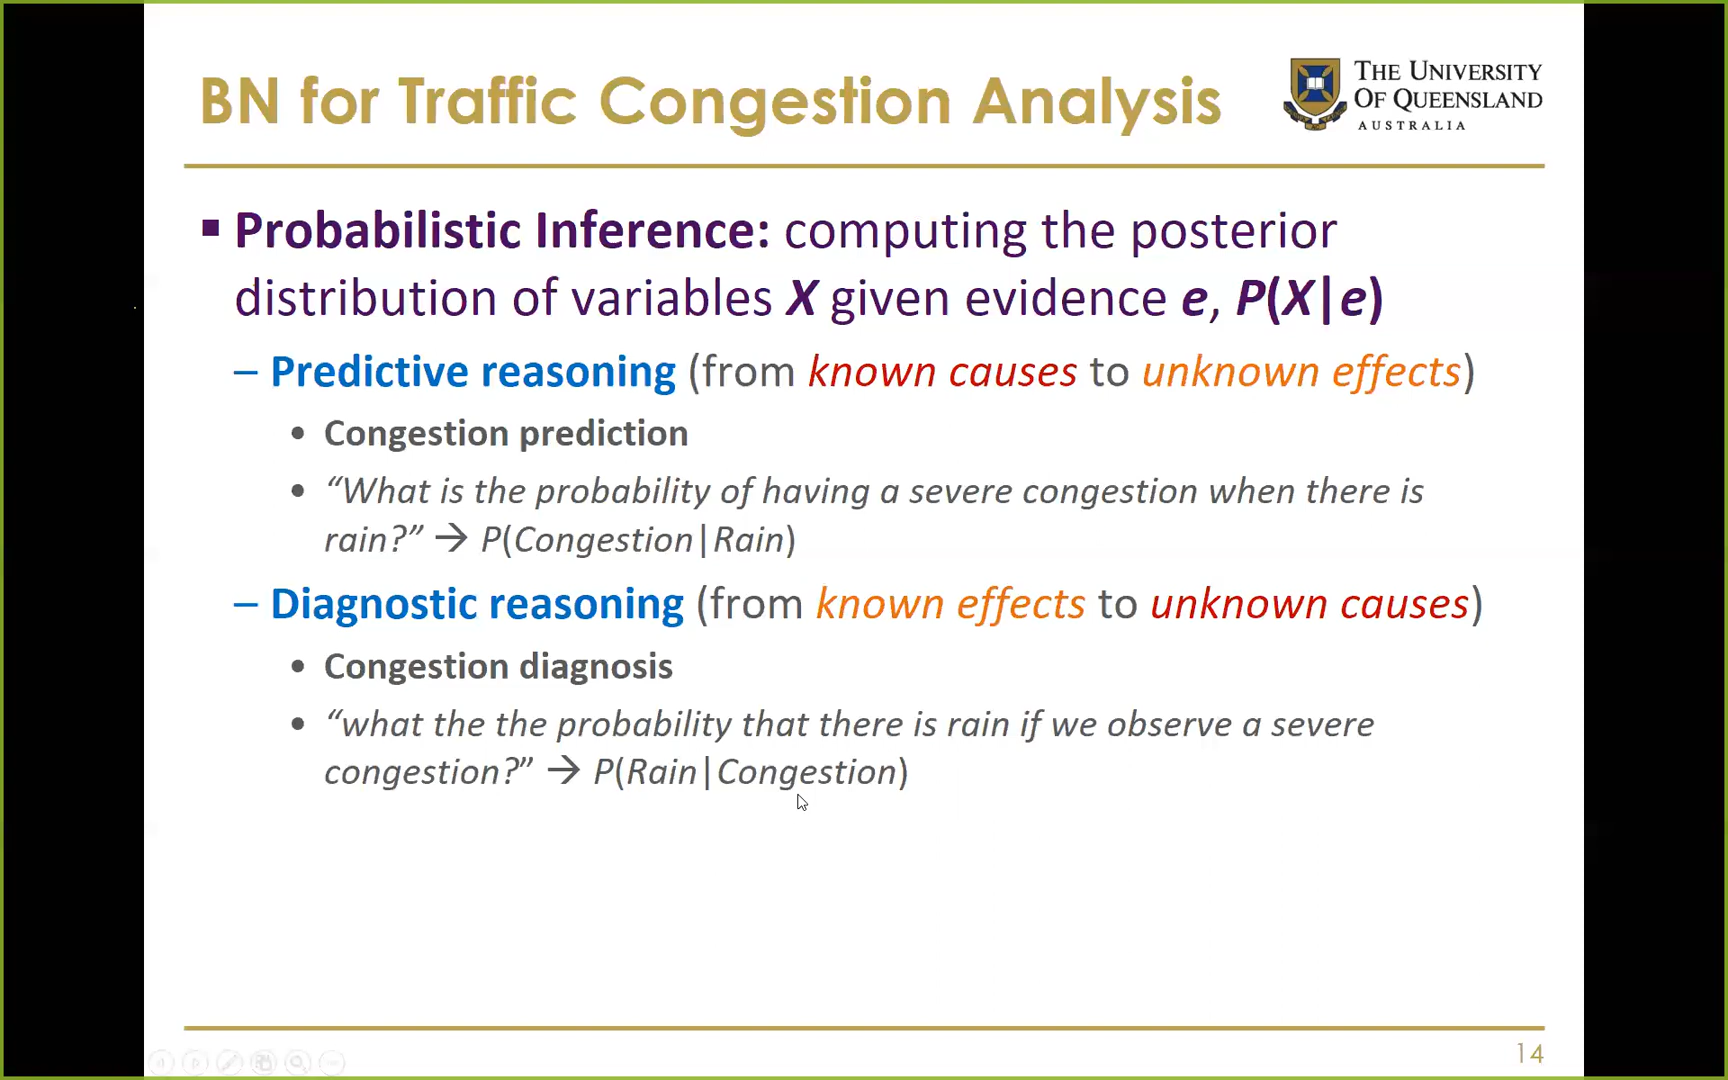 BN for Traffic Congestion Analysis
THE UNIVERSITY
OF QUEENSLAND
AUSTRALIA
▪ Probabilistic Inference: computing the posterior
distribution of variables X given evidence e, P(X|e)
– Predictive reasoning (from known causes to unknown effects)
• Congestion prediction
• “What is the probability of having a severe congestion when there is
rain?” → P(Congestion|Rain)
– Diagnostic reasoning (from known effects to unknown causes)
• Congestion diagnosis
• “what the the probability that there is rain if we observe a severe
congestion?” → P(Rain|Congestion)
14